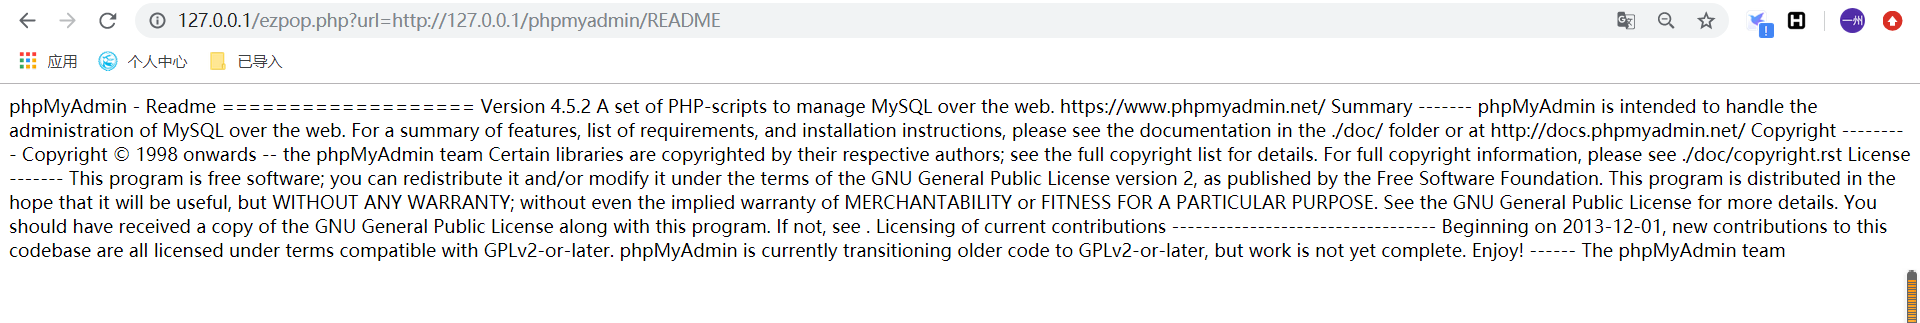 127.0.0.1/ezpop.php?url=http://127.0.0.1/phpmyadmin/README
一州
应用 个人中心 已导入
phpMyAdmin - Readme ==================== Version 4.5.2 A set of PHP-scripts to manage MySQL over the web. https://www.phpmyadmin.net/ Summary ------- phpMyAdmin is intended to handle the
administration of MySQL over the web. For a summary of features, list of requirements, and installation instructions, please see the documentation in the ./doc/ folder or at http://docs.phpmyadmin.net/ Copyright --------
- Copyright © 1998 onwards -- the phpMyAdmin team Certain libraries are copyrighted by their respective authors; see the full copyright list for details. For full copyright information, please see ./doc/copyright.rst License
------- This program is free software; you can redistribute it and/or modify it under the terms of the GNU General Public License version 2, as published by the Free Software Foundation. This program is distributed in the
hope that it will be useful, but WITHOUT ANY WARRANTY; without even the implied warranty of MERCHANTABILITY or FITNESS FOR A PARTICULAR PURPOSE. See the GNU General Public License for more details. You
should have received a copy of the GNU General Public License along with this program. If not, see . Licensing of current contributions ---------------------------------- Beginning on 2013-12-01, new contributions to this
codebase are all licensed under terms compatible with GPLv2-or-later. phpMyAdmin is currently transitioning older code to GPLv2-or-later, but work is not yet complete. Enjoy! ------ The phpMyAdmin team